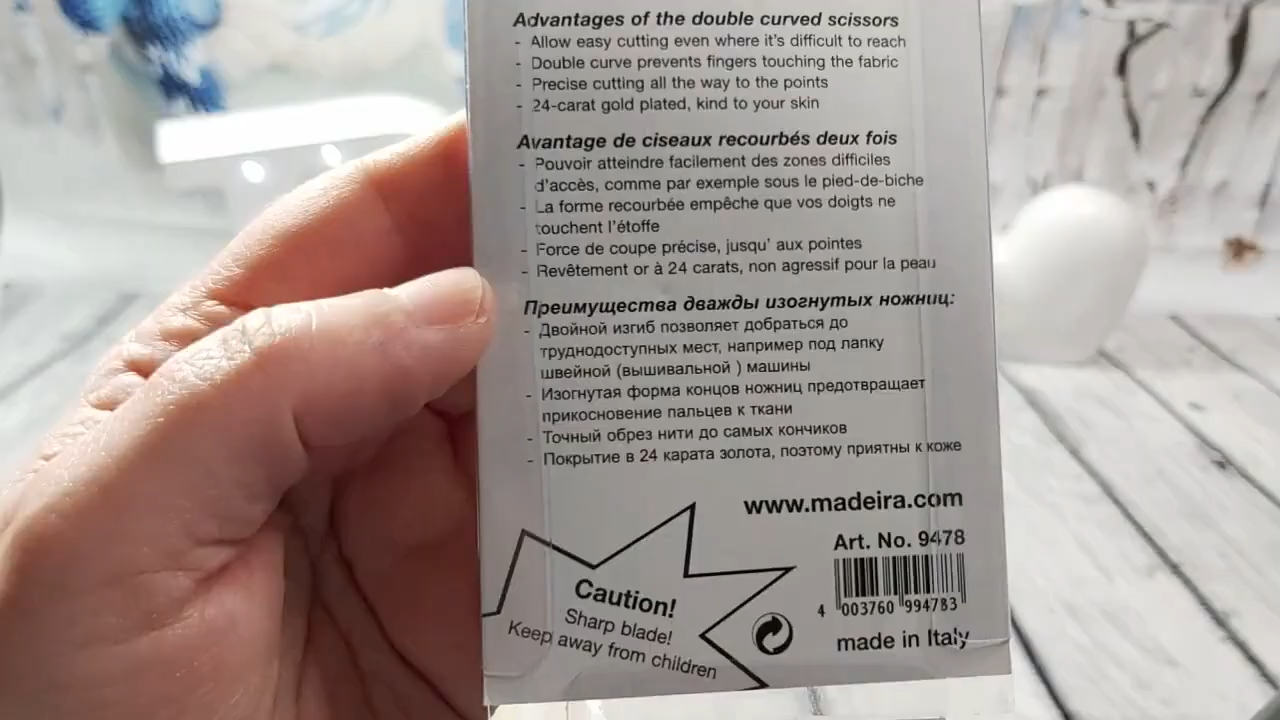 Advantages of the double curved scissors
- Allow easy cutting even where it's difficult to reach
- Double curve prevents fingers touching the fabric
- Precise cutting all the way to the points
- 24-carat gold plated, kind to your skin
Avantage de ciseaux recourbés deux fois
- Pouvoir atteindre facilement des zones difficiles
d'accès, comme par exemple sous le pied-de-biche
- La forme recourbée empêche que vos doigts ne
touchent l'étoffe
- Force de coupe précise, jusqu' aux pointes
- Revêtement or à 24 carats, non agressif pour la peau
Преимущества дважды изогнутых ножниц:
- Двойной изгиб позволяет добраться до
труднодоступных мест, например под лапку
швейной (вышивальной ) машины
- Изогнутая форма концов ножниц предотвращает
прикосновение пальцев к ткани
- Точный обрез нити до самых кончиков
- Покрытие в 24 карата золота, поэтому приятны к коже
www.madeira.com
Art. No. 9478
4 003760 994783
made in Italy
Caution!
Sharp blade!
Keep away from children